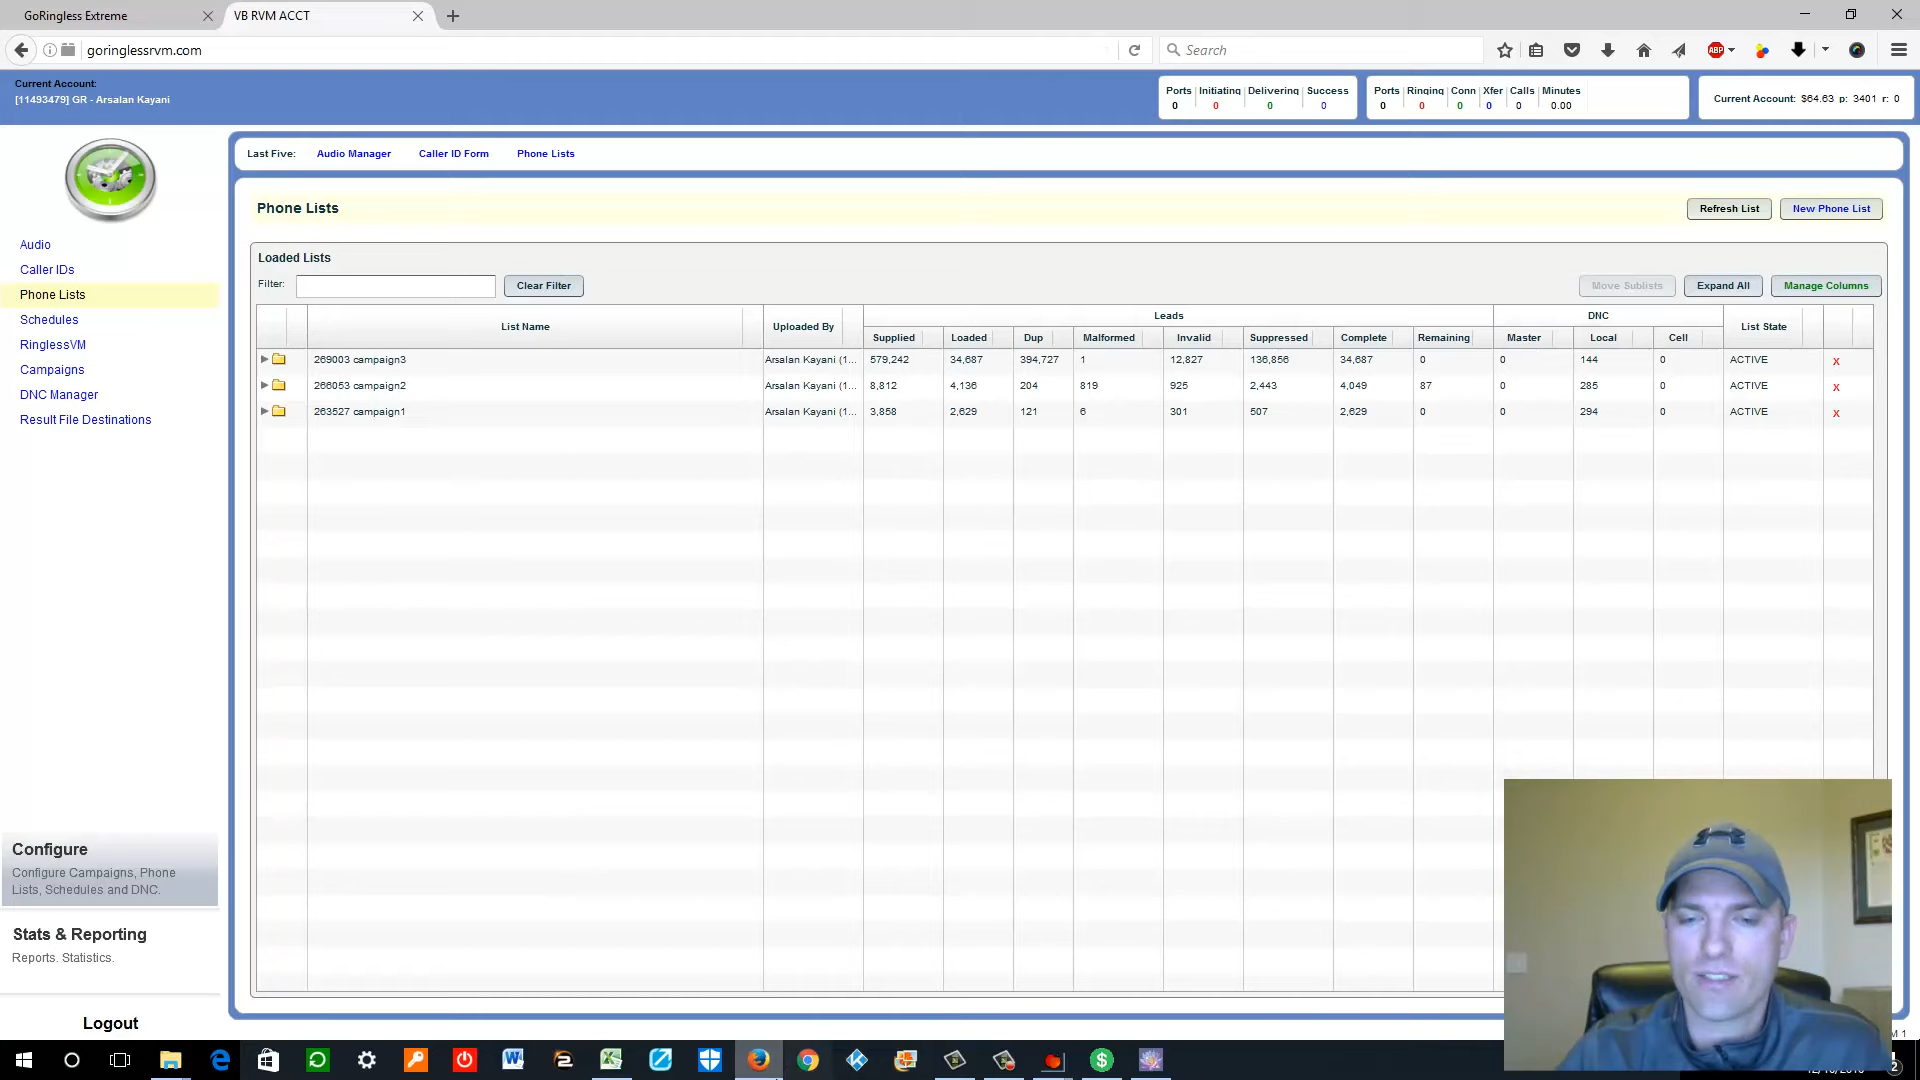 GoRingless Extreme
VB RVM ACCT
goringlessrvm.com
Search
ABP
Current Account:
[11493479] GR - Arsalan Kayani
Ports Initiating Delivering Success
0 0 0 0
Ports Ringing Conn Xfer Calls Minutes
0 0 0 0 0 0.00
Current Account: $64.63 p: 3401 r: 0
Last Five: Audio Manager Caller ID Form Phone Lists
Audio
Caller IDs
Phone Lists
Schedules
RinglessVM
Campaigns
DNC Manager
Result File Destinations
Phone Lists
Refresh List
New Phone List
Loaded Lists
Filter:
Clear Filter
Move Sublists
Expand All
Manage Columns
List Name Uploaded By Leads DNC List State
Supplied Loaded Dup Malformed Invalid Suppressed Complete Remaining Master Local Cell
269003 campaign3 Arsalan Kayani (1... 579,242 34,687 394,727 1 12,827 136,856 34,687 0 0 144 0 ACTIVE x
266053 campaign2 Arsalan Kayani (1... 8,812 4,136 204 819 925 2,443 4,049 87 0 285 0 ACTIVE x
263527 campaign1 Arsalan Kayani (1... 3,858 2,629 121 6 301 507 2,629 0 0 294 0 ACTIVE x
Configure
Configure Campaigns, Phone
Lists, Schedules and DNC.
Stats & Reporting
Reports. Statistics.
Logout